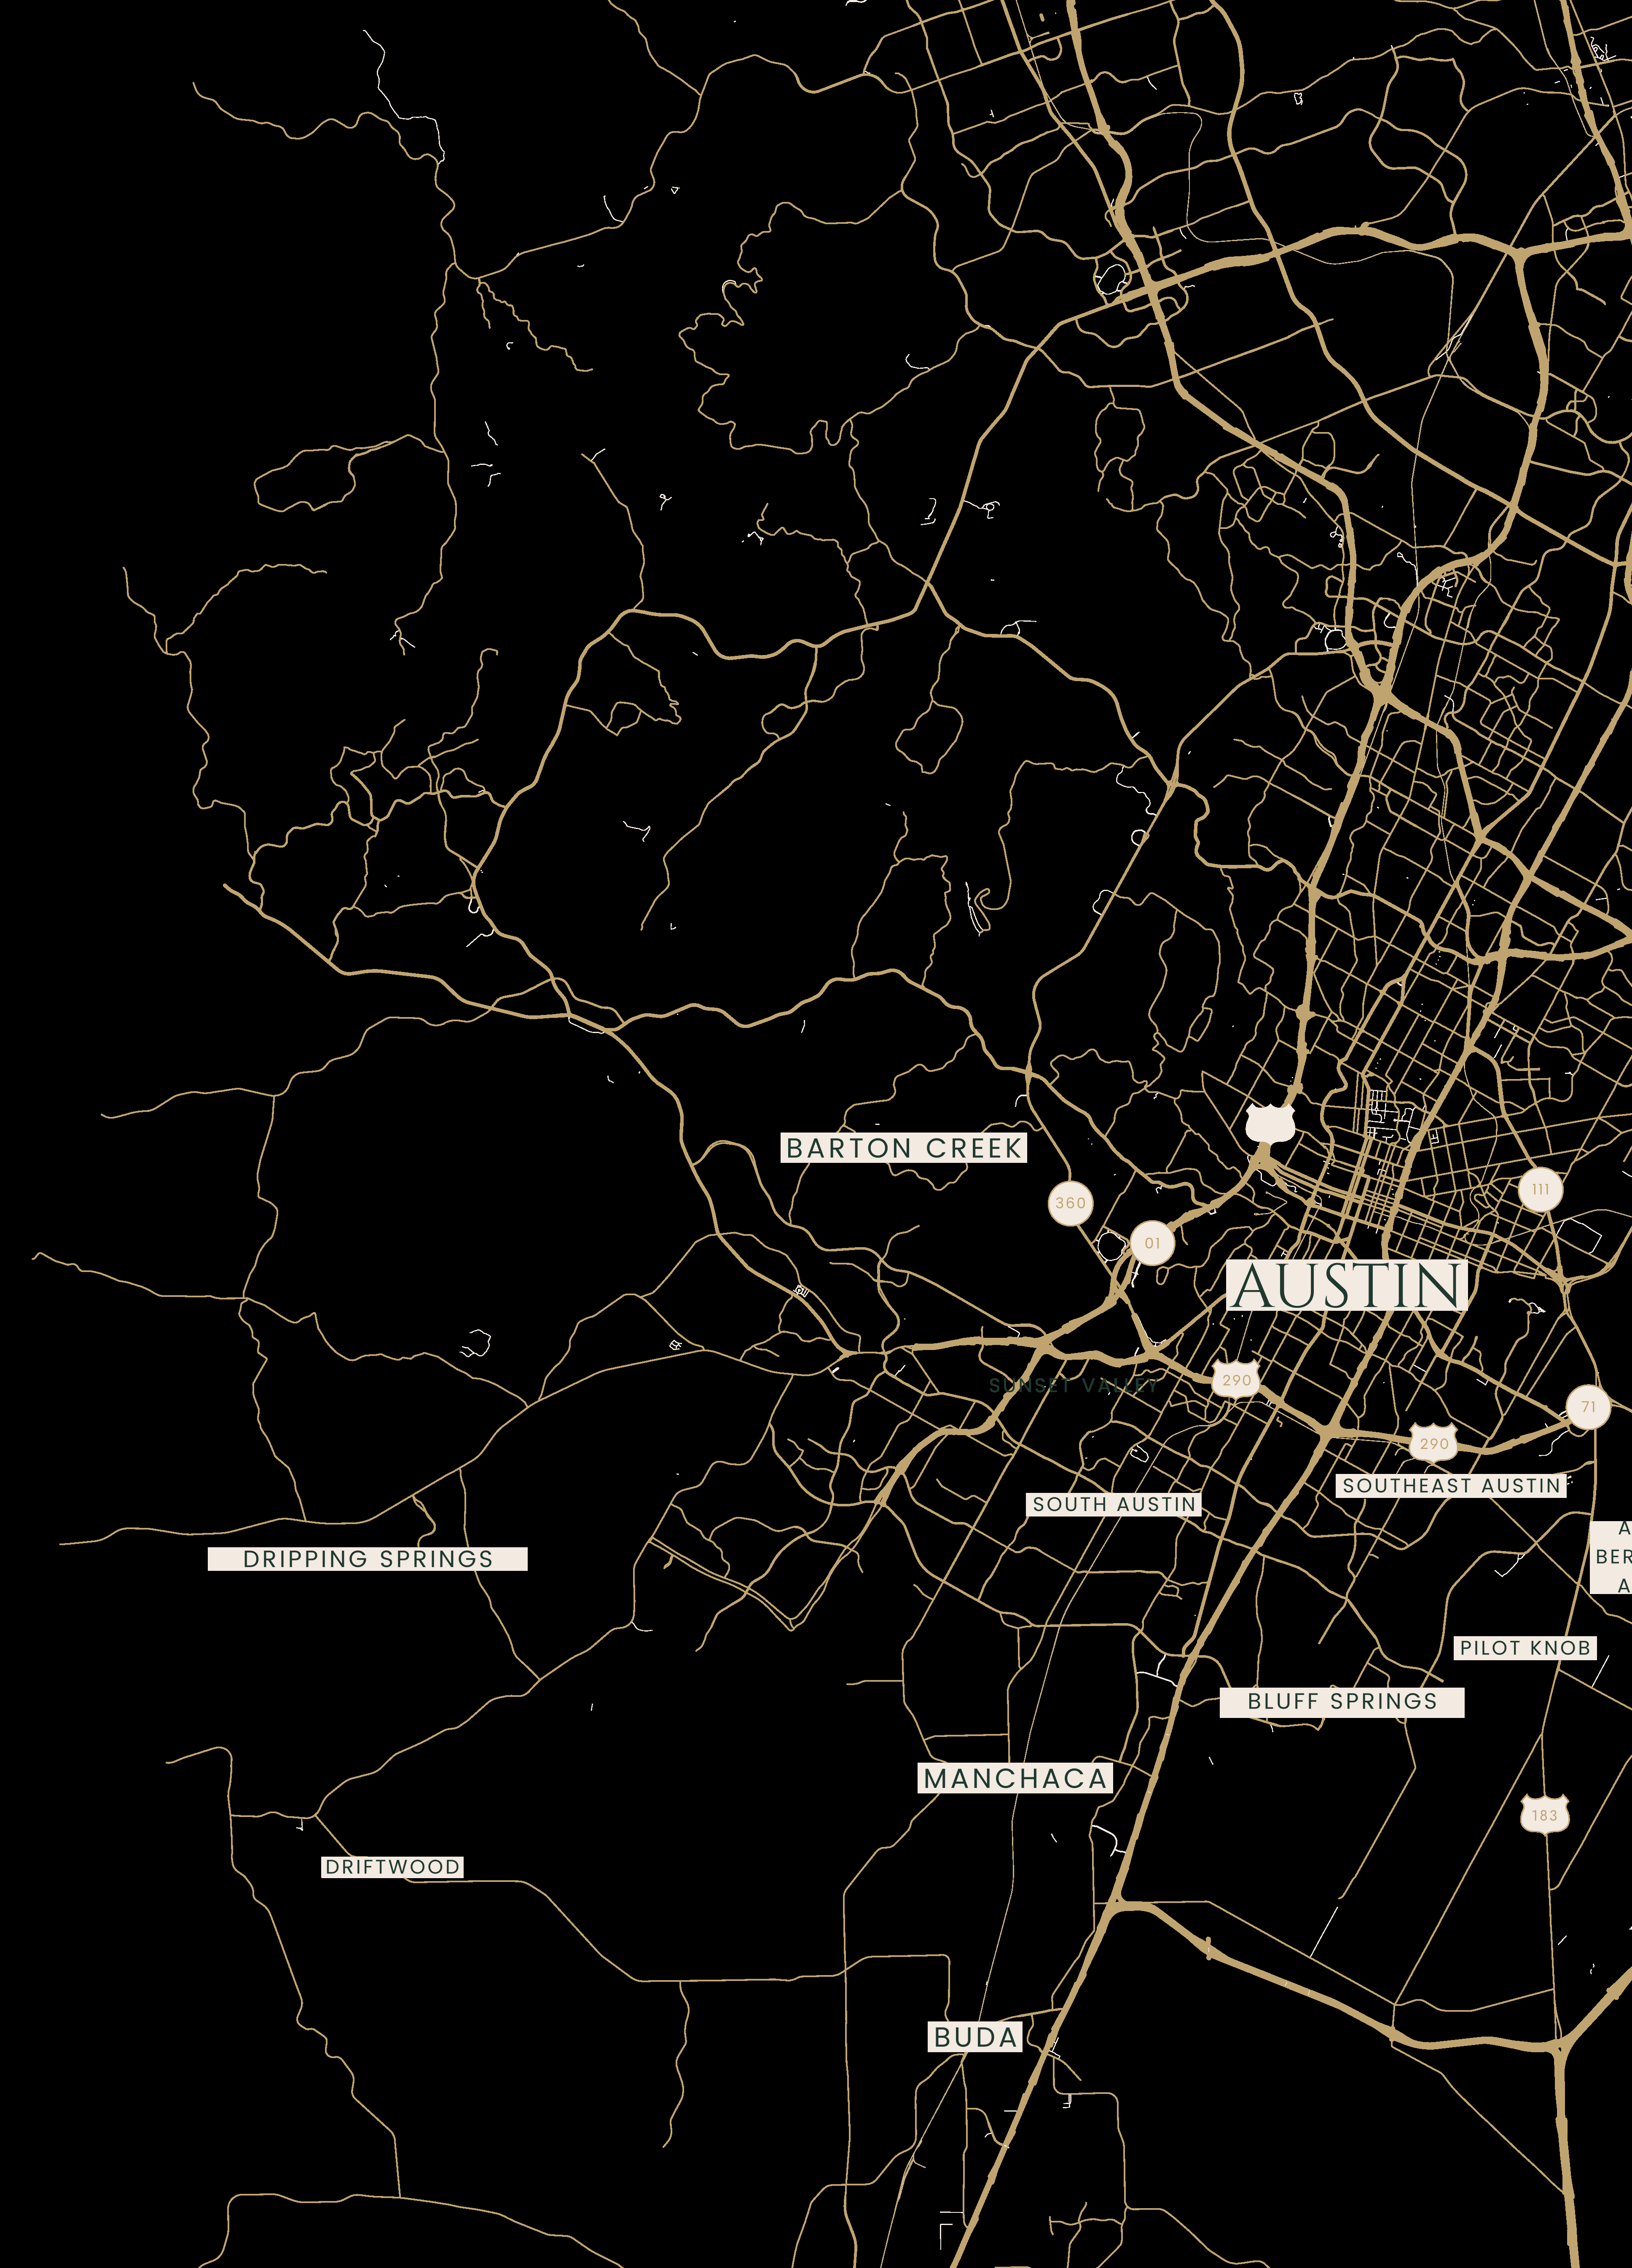 BARTON CREEK
360
111
01
AUSTIN
SUNSET VALLEY
290
71
290
SOUTHEAST AUSTIN
SOUTH AUSTIN
A
BER
A
DRIPPING SPRINGS
PILOT KNOB
BLUFF SPRINGS
MANCHACA
183
DRIFTWOOD
BUDA